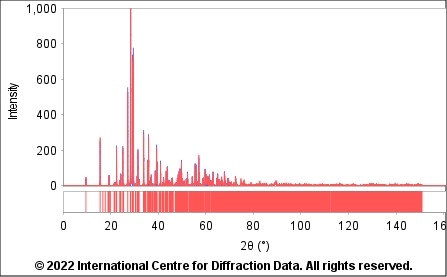 1,000
800
600
400
200
0
Intensity
0 20 40 60 80 100 120 140 160
2θ (°)
© 2022 International Centre for Diffraction Data. All rights reserved.